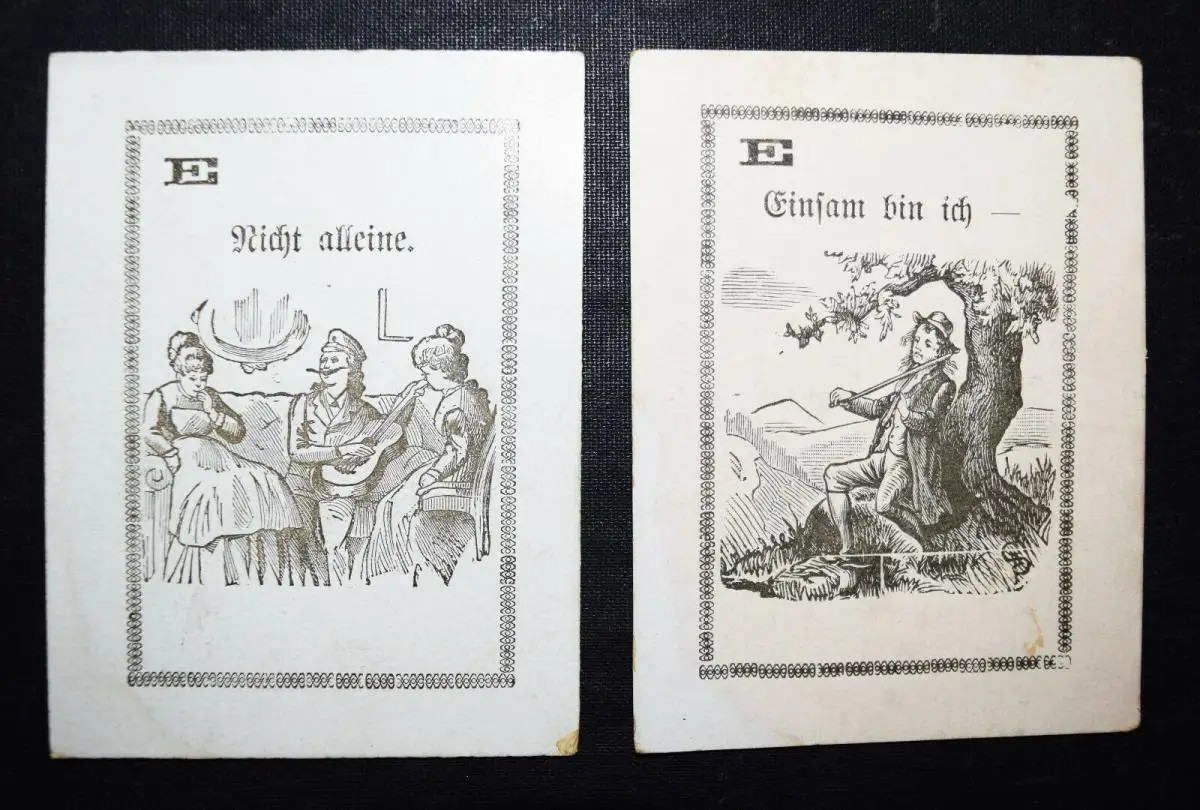 E
Nicht alleine.
E
Einsam bin ich —